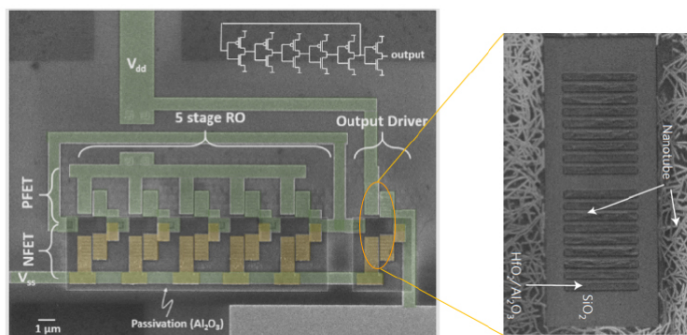 output
Vdd
5 stage RO
Output Driver
PFET
NFET
Vss
1 μm
Passivation (Al2O3)
Nanotube
HfO2/Al2O3
SiO2